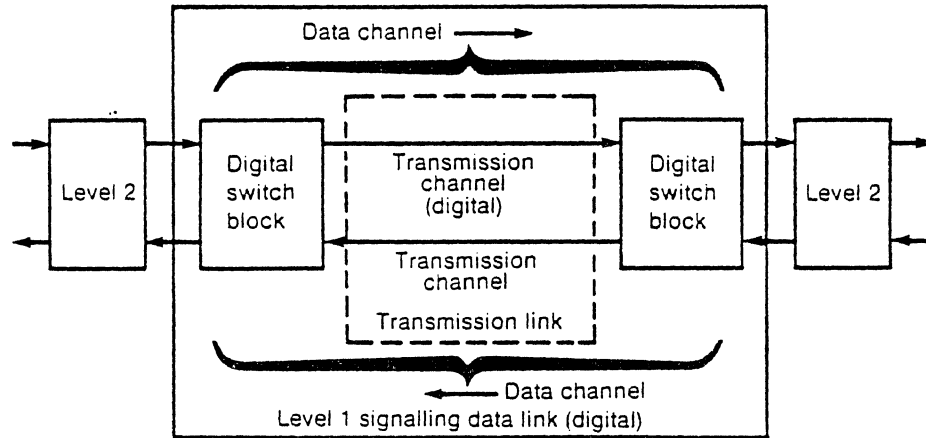 Data channel
Level 2
Digital
switch
block
Transmission
channel
(digital)
Digital
switch
block
Level 2
Transmission
channel
Transmission link
Data channel
Level 1 signalling data link (digital)